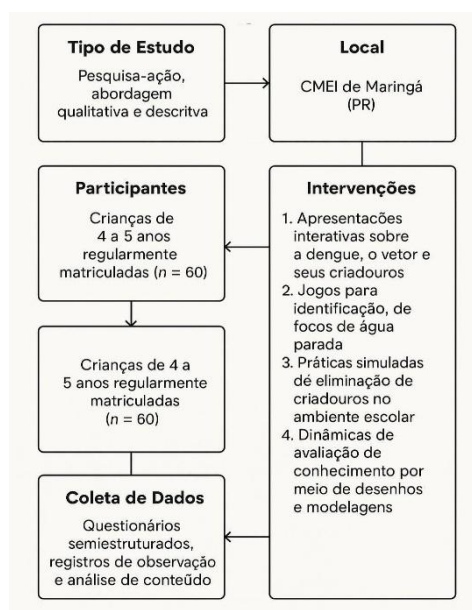 Tipo de Estudo
Pesquisa-ação,
abordagem
qualitativa e descritva
Local
CMEI de Maringá
(PR)
Participantes
Crianças de
4 a 5 anos
regularmente
matriculadas (n = 60)
Crianças de 4 a
5 anos regularmente
matriculadas
(n = 60)
Coleta de Dados
Questionários
semiestruturados,
registros de observação
e análise de conteúdo
Intervenções
1. Apresentacões
interativas sobre
a dengue, o vetor e
seus criadouros
2. Jogos para
identificação, de
focos de água
parada
3. Práticas simuladas
dé eliminação de
criadouros no
ambiente escolar
4. Dinâmicas de
avaliação de
conhecimento por
meio de desenhos
e modelagens